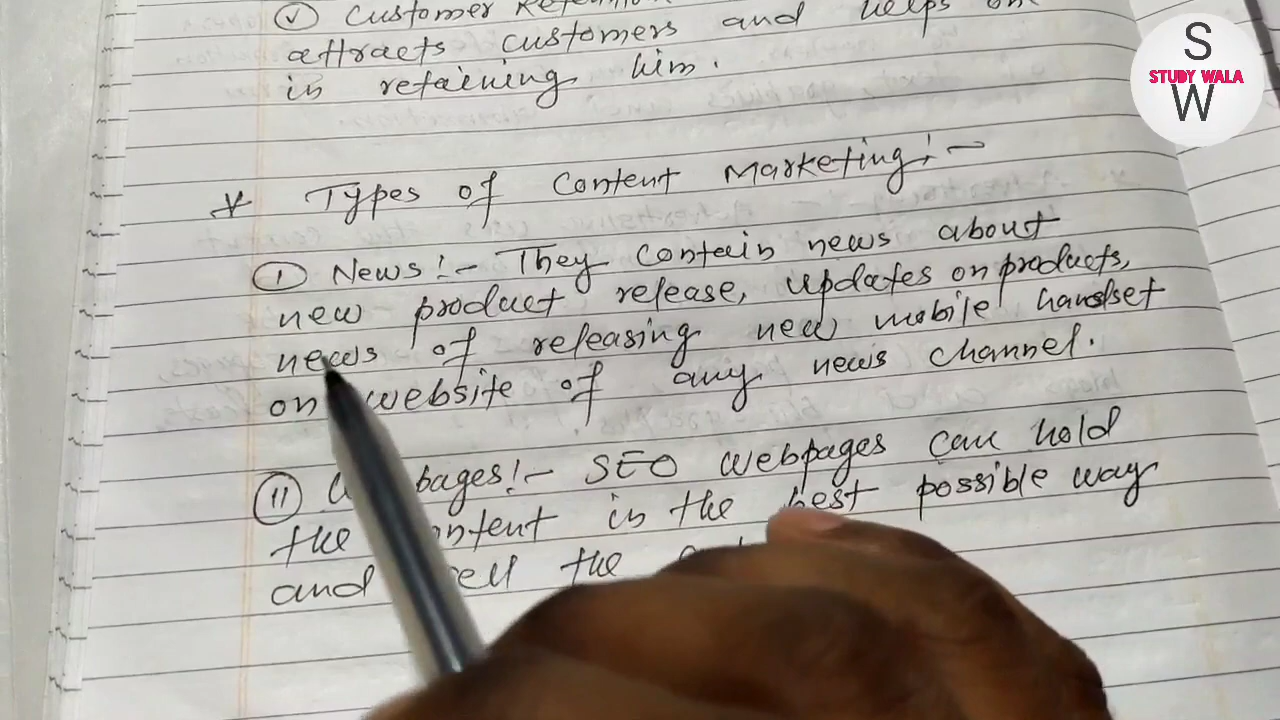 (v) Customer
attracts customers and helps
in retaining him.
S
STUDY WALA
W
* Types of Content Marketing:-
(I) News:- They contain news about
new product release, updates on products,
news of releasing new mobile handset
on website of any news channel.
(II) SEO webpages can hold
the content in the best possible way
and the